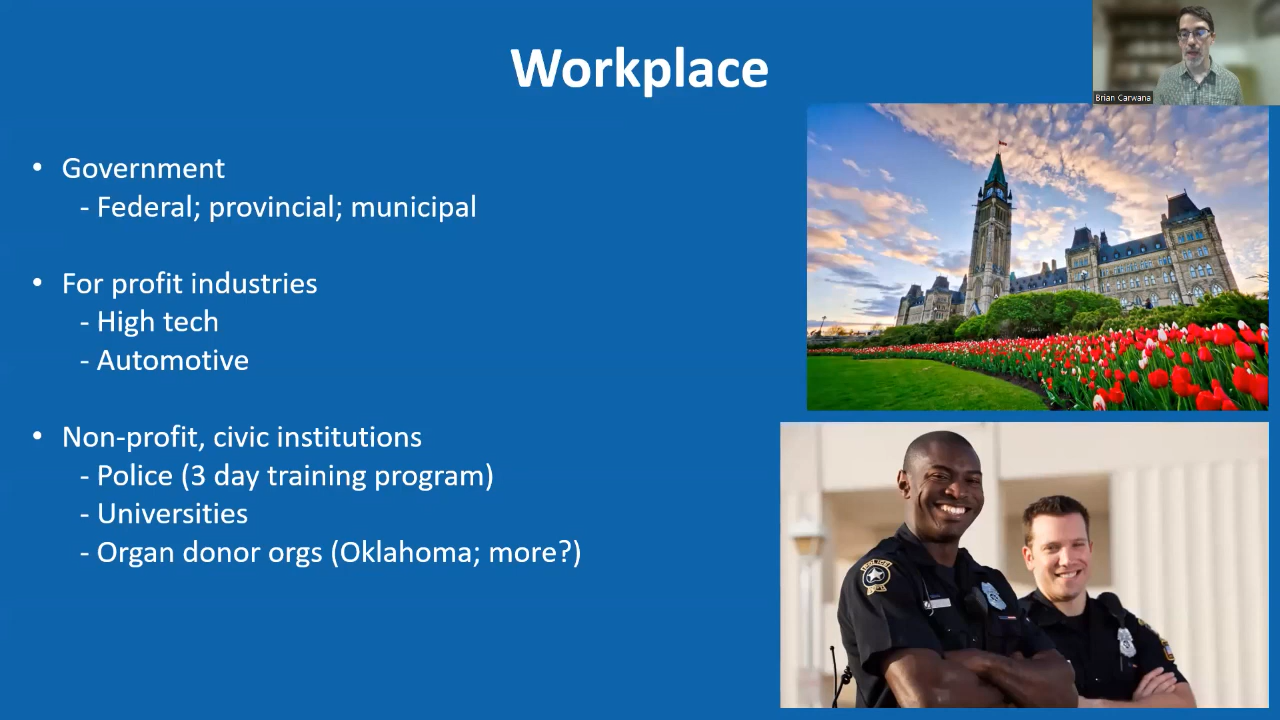 Workplace
Brian Carwana
• Government
- Federal; provincial; municipal
• For profit industries
- High tech
- Automotive
• Non-profit, civic institutions
- Police (3 day training program)
- Universities
- Organ donor orgs (Oklahoma; more?)
POLICE